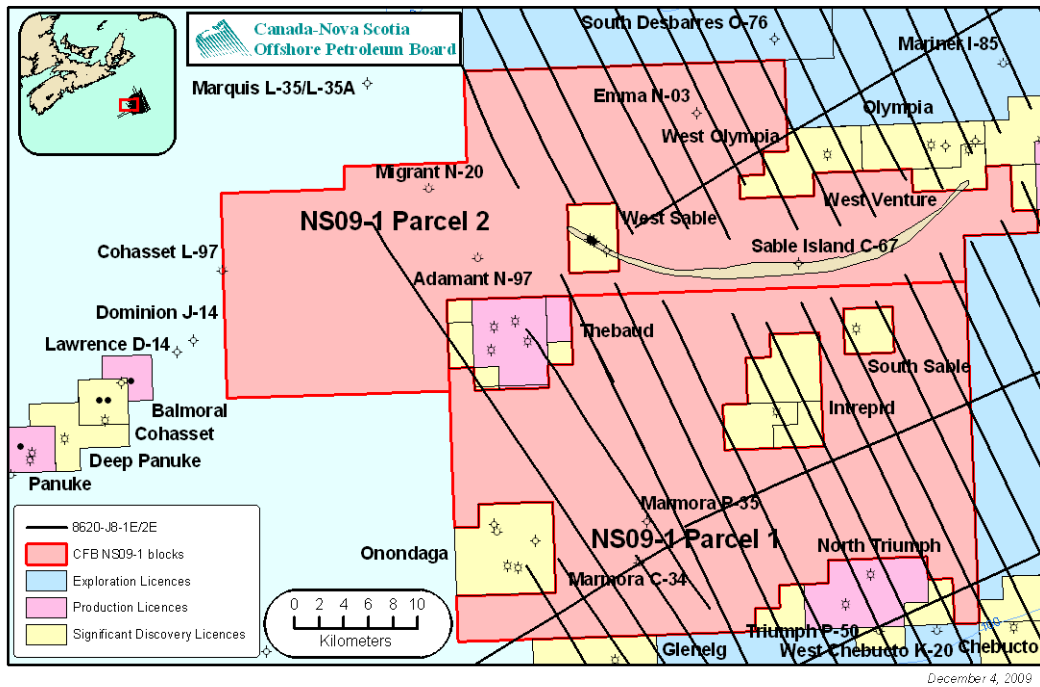 Canada-Nova Scotia
Offshore Petroleum Board
South Desbarres O-76
Mariner I-85
Marquis L-35/L-35A
Emma N-03
Olympia
West Olympia
Migrant N-20
West Venture
NS09-1 Parcel 2
West Sable
Cohasset L-97
Sable Island C-67
Adamant N-97
Dominion J-14
Thebaud
Lawrence D-14
South Sable
Balmoral
Intrepid
Cohasset
Deep Panuke
Panuke
Marmora P-35
8620-J8-1E/2E
NS09-1 Parcel 1
CFB NS09-1 blocks
Onondaga
North Triumph
Exploration Licences
Marmora C-34
Production Licences
0 2 4 6 8 10
Significant Discovery Licences
Kilometers
Triumph P-50
Glenelg
West Chebucto K-20
Chebucto
December 4, 2009